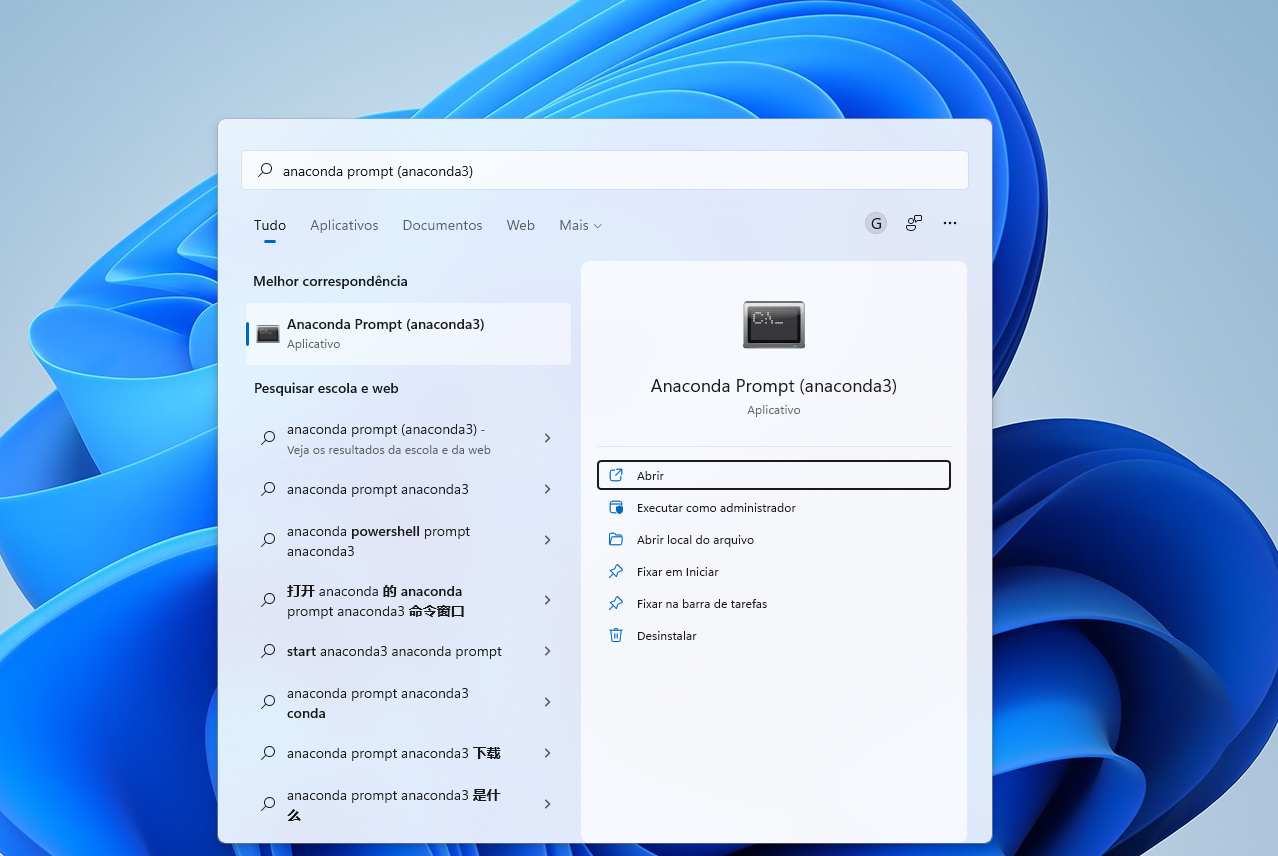 anaconda prompt (anaconda3)
Tudo Aplicativos Documentos Web Mais G
Melhor correspondência
Anaconda Prompt (anaconda3)
Aplicativo
Pesquisar escola e web
anaconda prompt (anaconda3) -
Veja os resultados da escola e da web
anaconda prompt anaconda3
anaconda powershell prompt
anaconda3
打开 anaconda 的 anaconda
prompt anaconda3 命令窗口
start anaconda3 anaconda prompt
anaconda prompt anaconda3
conda
anaconda prompt anaconda3 下载
anaconda prompt anaconda3 是什
么
C:\_
Anaconda Prompt (anaconda3)
Aplicativo
Abrir
Executar como administrador
Abrir local do arquivo
Fixar em Iniciar
Fixar na barra de tarefas
Desinstalar